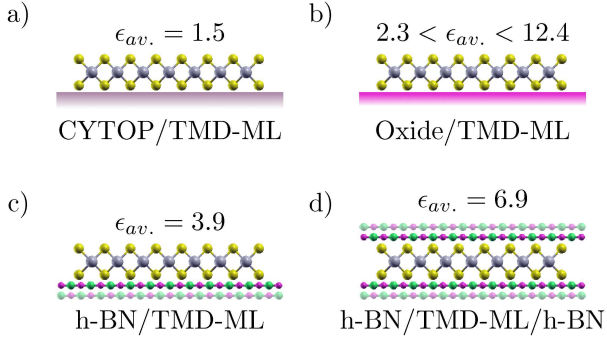 a)
ϵav. = 1.5
CYTOP/TMD-ML
b)
2.3 < ϵav. < 12.4
Oxide/TMD-ML
c)
ϵav. = 3.9
h-BN/TMD-ML
d)
ϵav. = 6.9
h-BN/TMD-ML/h-BN